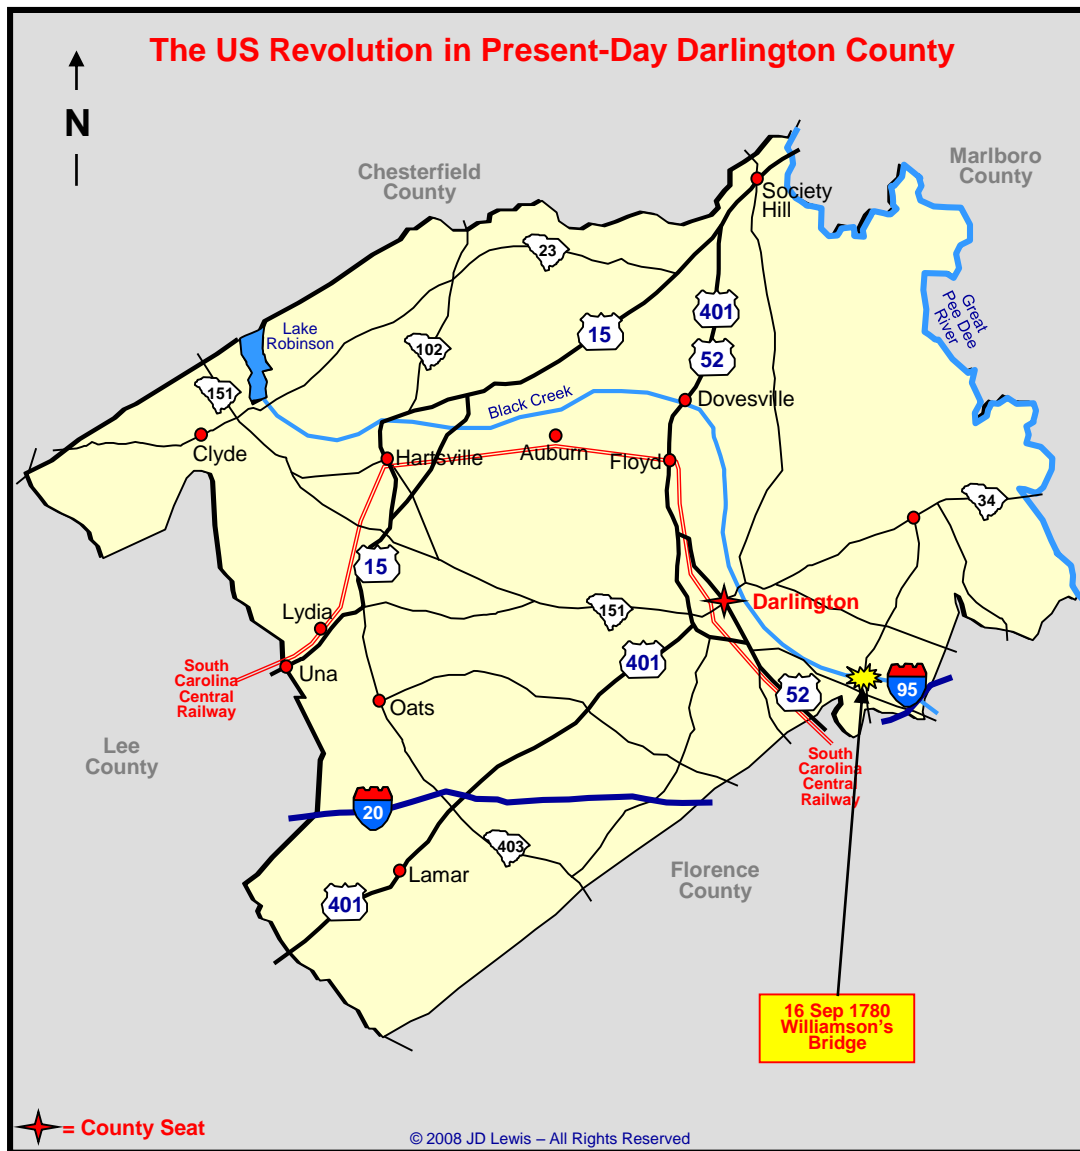 The US Revolution in Present-Day Darlington County
N
Chesterfield
County
Marlboro
County
Society
Hill
23
401
15
Great
Pee Dee
River
Lake
Robinson
102
52
151
Black Creek
Dovesville
Clyde
Hartsville
Auburn
Floyd
34
15
151
Darlington
Lydia
401
South
Carolina
Central
Railway
Una
52
95
Oats
Lee
County
South
Carolina
Central
Railway
20
403
Lamar
Florence
County
401
16 Sep 1780
Williamson's
Bridge
= County Seat
© 2008 JD Lewis – All Rights Reserved